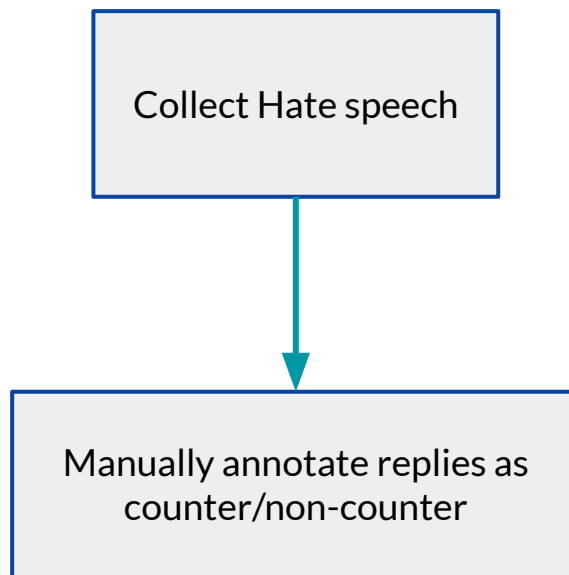 Collect Hate speech
Manually annotate replies as
counter/non-counter